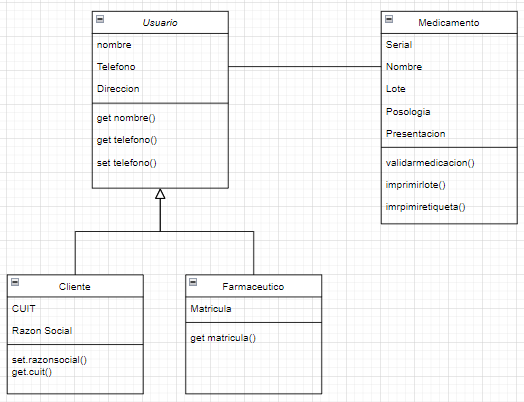 Usuario
nombre
Telefono
Direccion
get nombre()
get telefono()
set telefono()
Medicamento
Serial
Nombre
Lote
Posologia
Presentacion
validarmedicacion()
imprimirlote()
imrpimiretiqueta()
Cliente
CUIT
Razon Social
set.razonsocial()
get.cuit()
Farmaceutico
Matricula
get matricula()